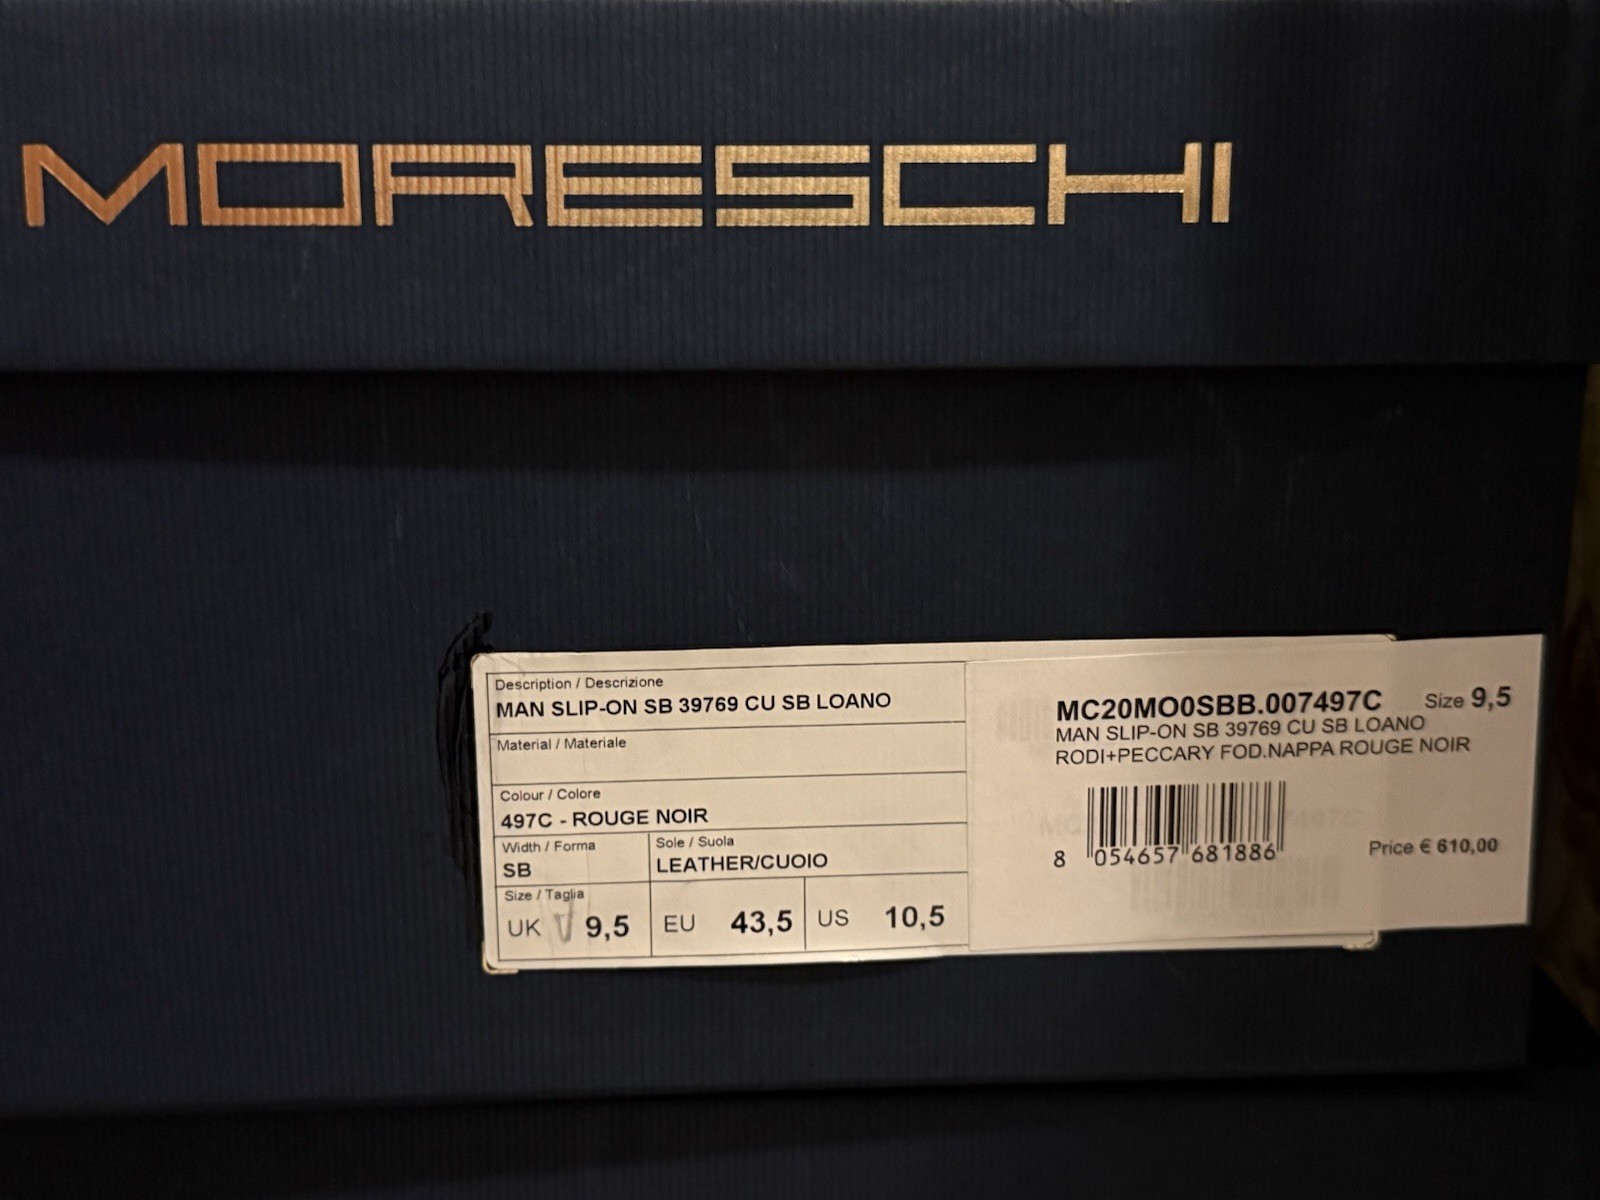 MORESCHI
Description / Descrizione
MAN SLIP-ON SB 39769 CU SB LOANO
Material / Materiale
Colour / Colore
497C - ROUGE NOIR
Width / Forma
SB
Sole / Suola
LEATHER/CUOIO
Size / Taglia
UK 9,5 EU 43,5 US 10,5
MC20MO0SBB.007497C Size 9,5
MAN SLIP-ON SB 39769 CU SB LOANO
RODI+PECCARY FOD.NAPPA ROUGE NOIR
8 054657 681886
Price € 610,00